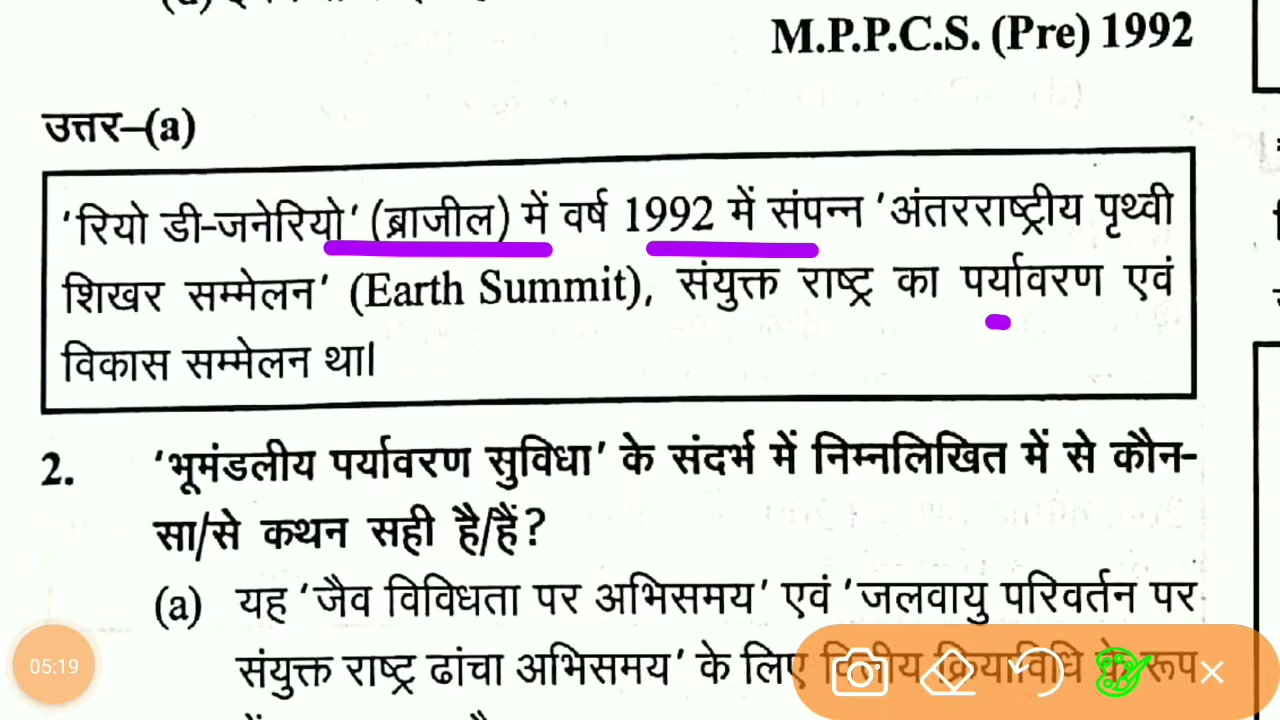 M.P.P.C.S. (Pre) 1992
उत्तर–(a)
'रियो डी-जनेरियो' (ब्राजील) में वर्ष 1992 में संपन्न 'अंतरराष्ट्रीय पृथ्वी
शिखर सम्मेलन' (Earth Summit), संयुक्त राष्ट्र का पर्यावरण एवं
विकास सम्मेलन था।
2. 'भूमंडलीय पर्यावरण सुविधा' के संदर्भ में निम्नलिखित में से कौन-
सा/से कथन सही है/हैं?
(a) यह 'जैव विविधता पर अभिसमय' एवं 'जलवायु परिवर्तन पर
संयुक्त राष्ट्र ढांचा अभिसमय' के लिए वित्तीय क्रियाविधि के रूप
05:19